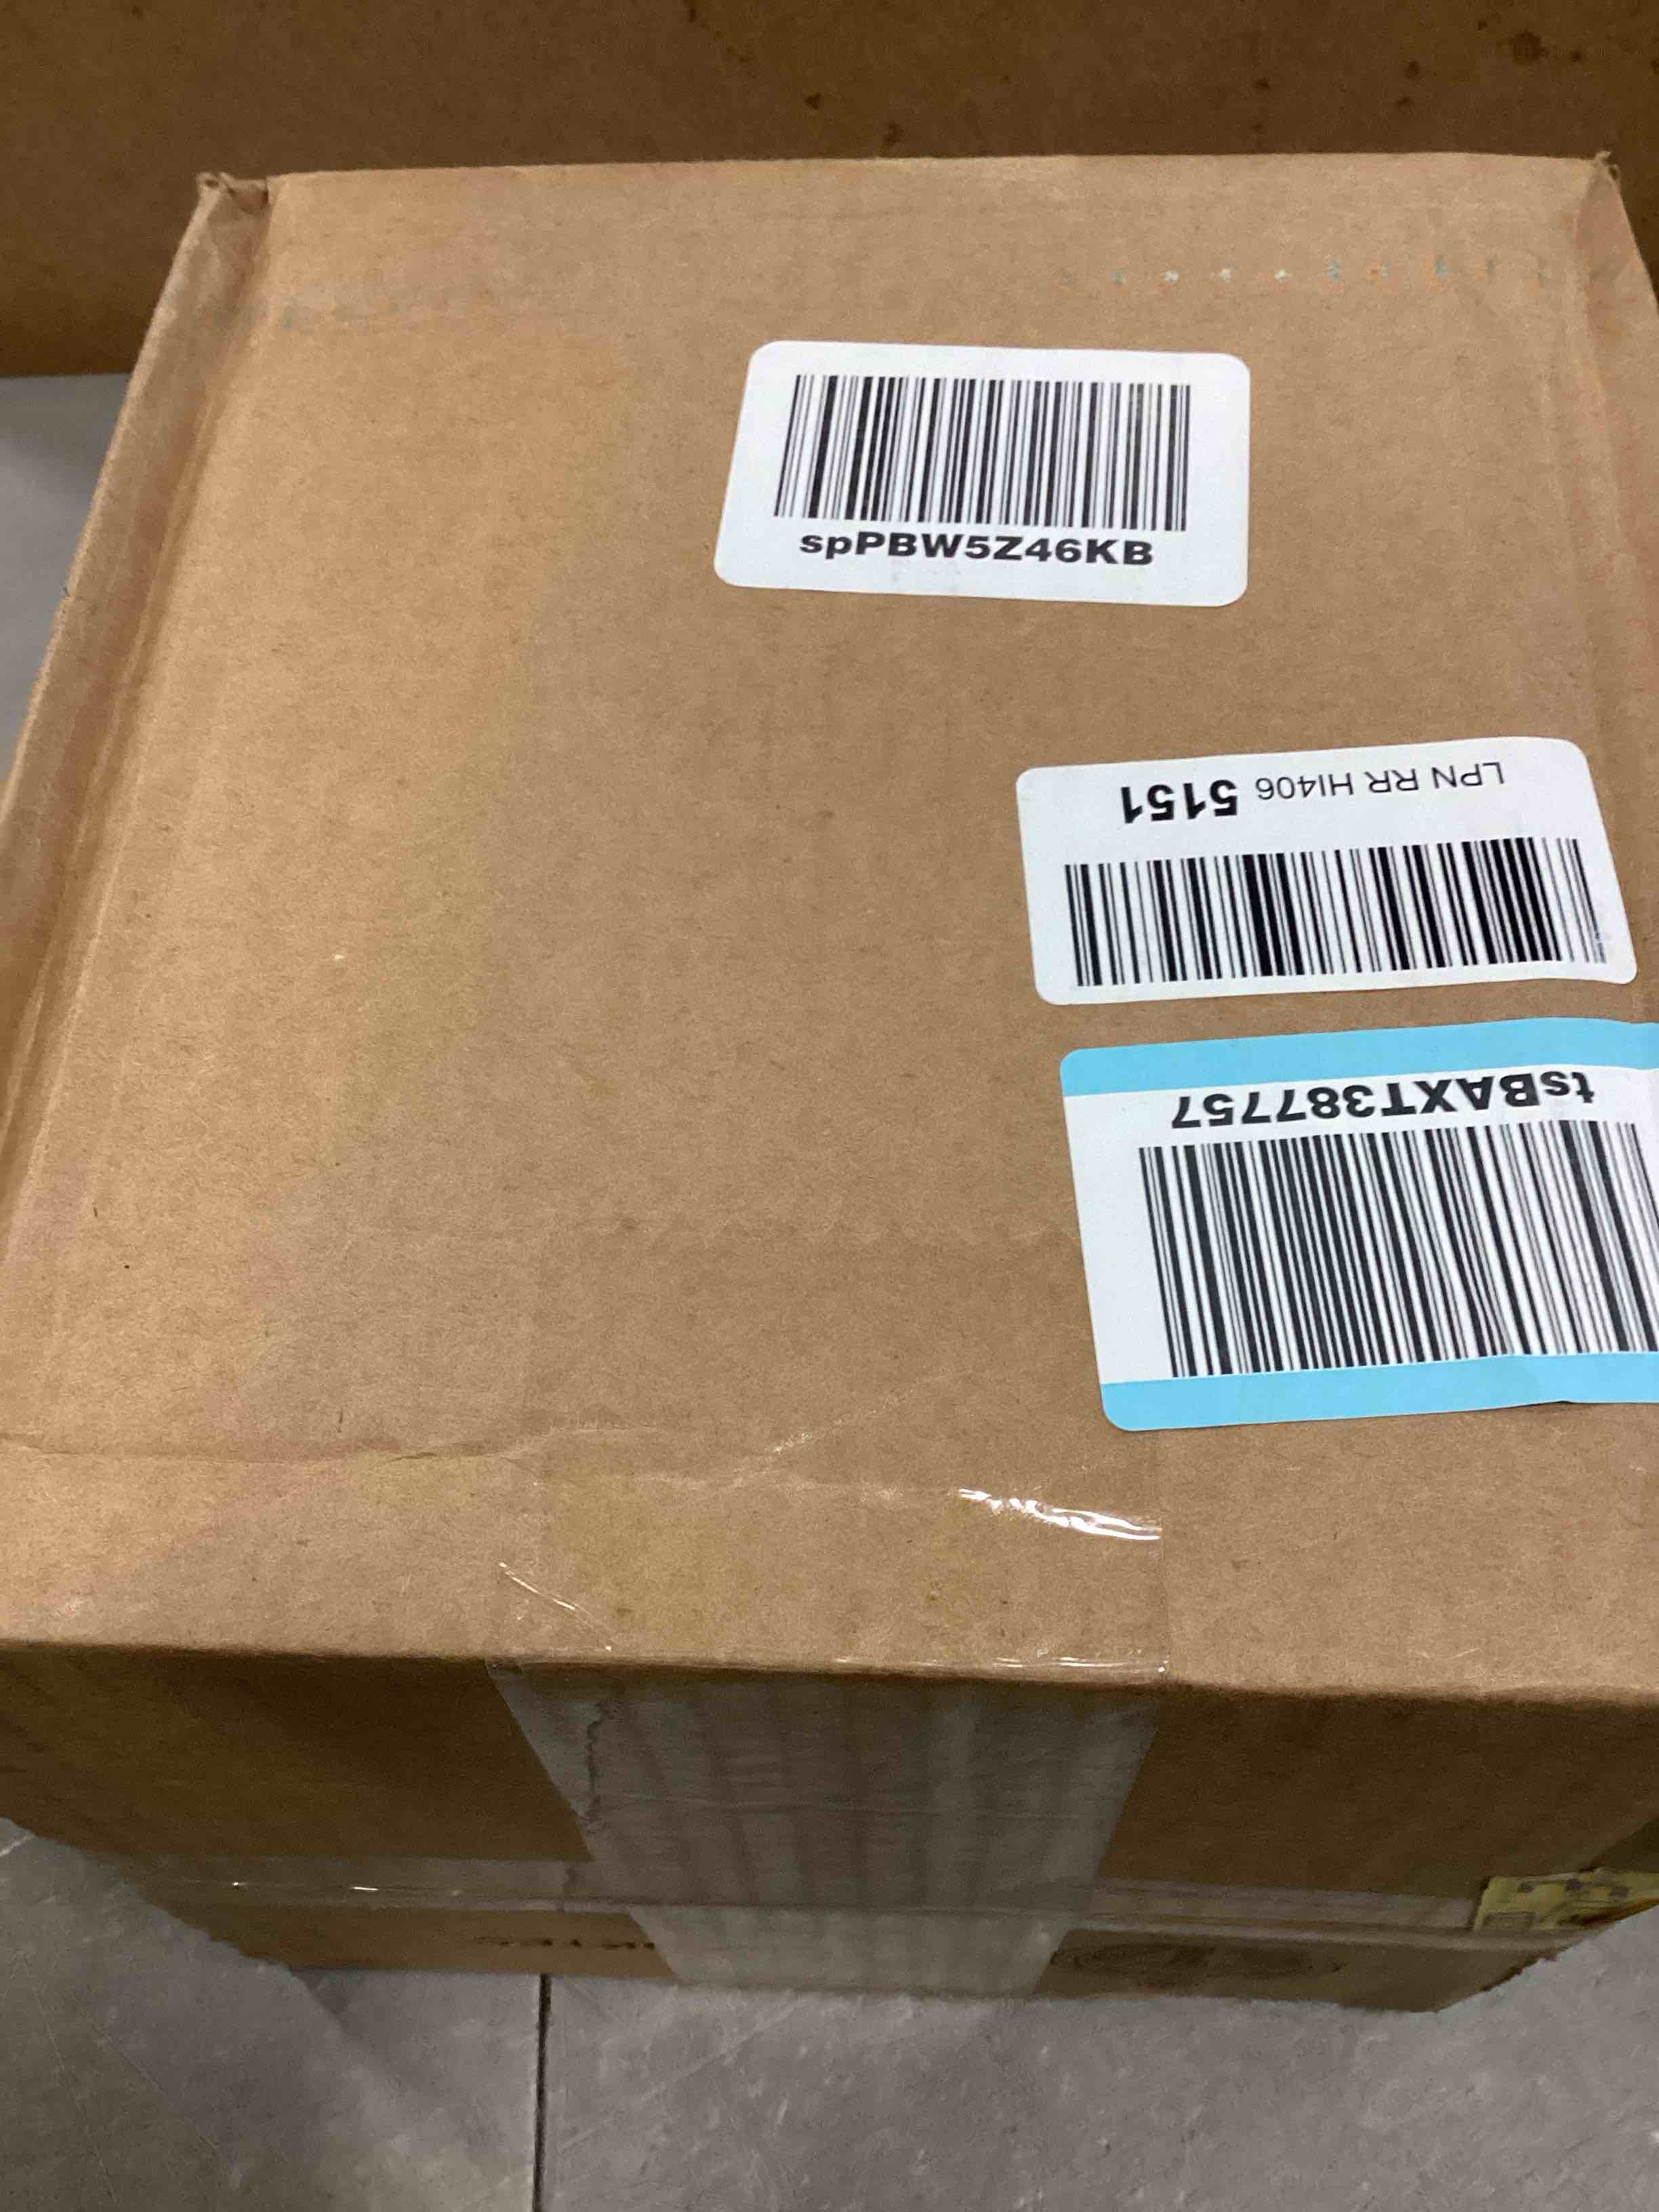 spPBW5Z46KB
LPN RR HI406 5151
tsBAXT387757